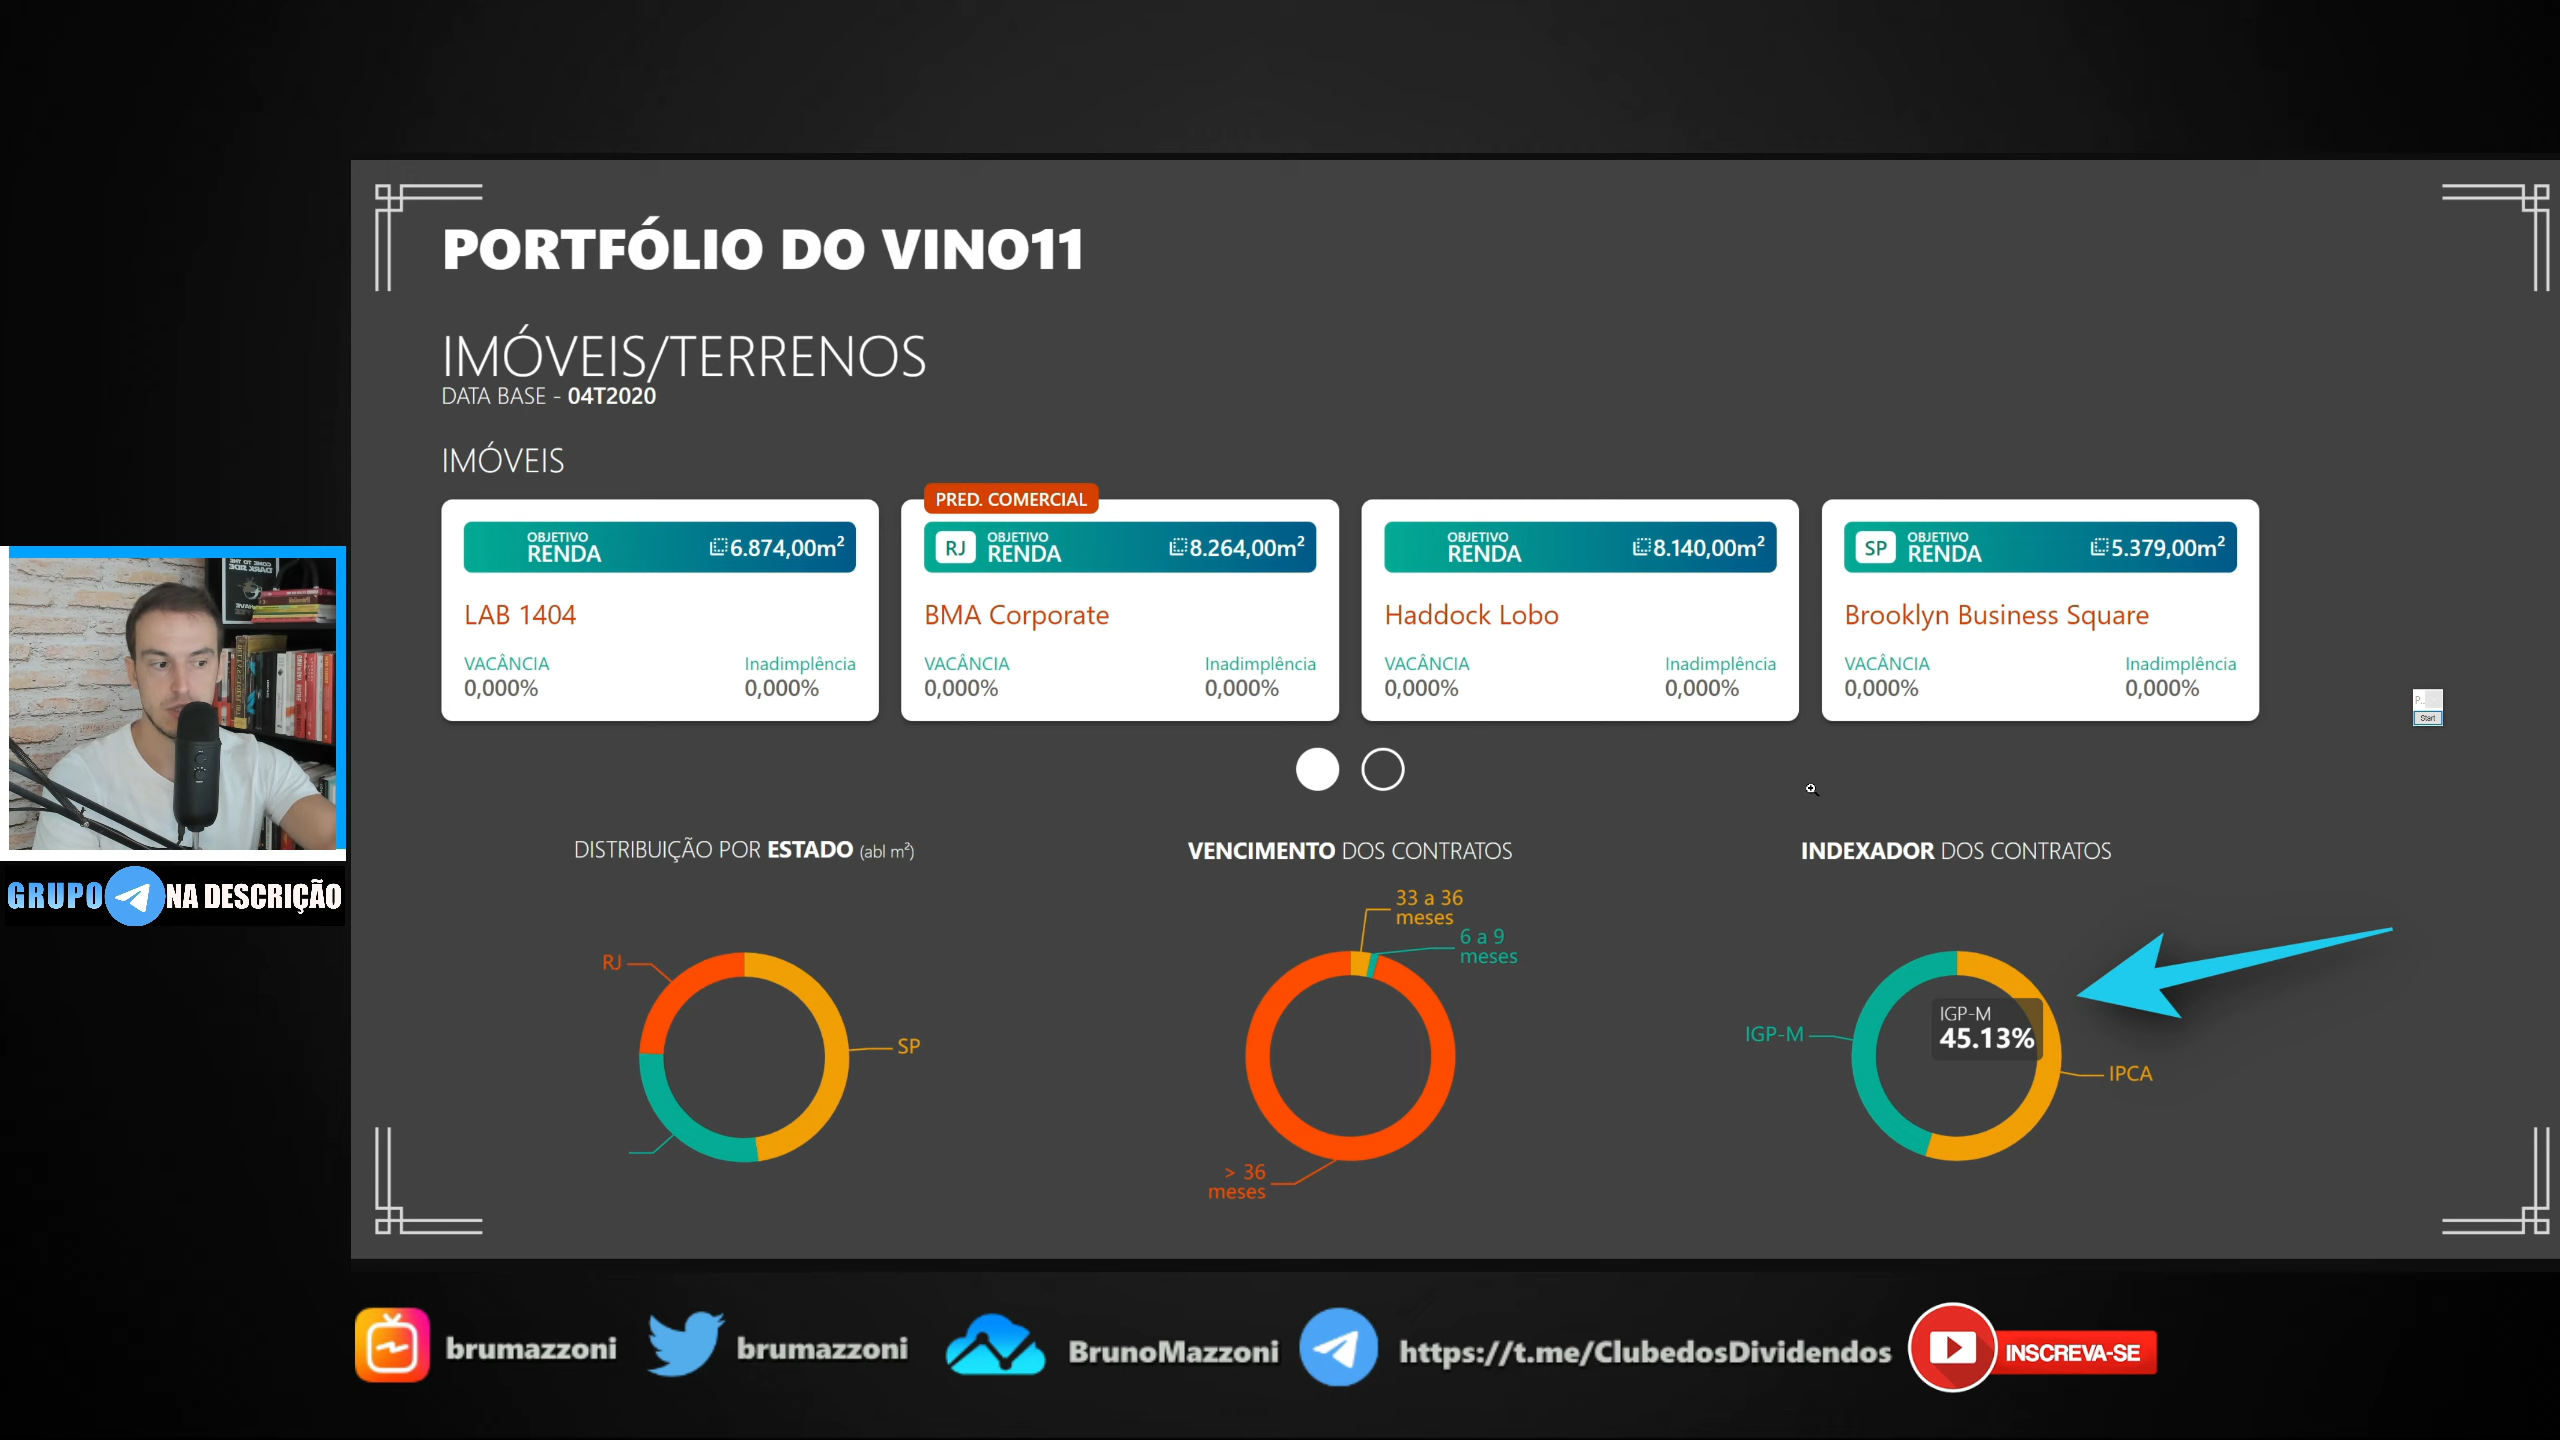 PORTFÓLIO DO VINO11
IMÓVEIS/TERRENOS
DATA BASE - 04T2020
IMÓVEIS
OBJETIVO
RENDA
6.874,00m²
LAB 1404
VACÂNCIA
Inadimplência
0,000%
0,000%
PRED. COMERCIAL
RJ
OBJETIVO
RENDA
8.264,00m²
BMA Corporate
VACÂNCIA
Inadimplência
0,000%
0,000%
OBJETIVO
RENDA
8.140,00m²
Haddock Lobo
VACÂNCIA
Inadimplência
0,000%
0,000%
SP
OBJETIVO
RENDA
5.379,00m²
Brooklyn Business Square
VACÂNCIA
Inadimplência
0,000%
0,000%
Start
GRUPO NA DESCRIÇÃO
DISTRIBUIÇÃO POR ESTADO (abl m²)
RJ
SP
VENCIMENTO DOS CONTRATOS
33 a 36
meses
6 a 9
meses
> 36
meses
INDEXADOR DOS CONTRATOS
IGP-M
IGP-M
45.13%
IPCA
brumazzoni
brumazzoni
BrunoMazzoni
https://t.me/ClubedosDividendos
INSCREVA-SE